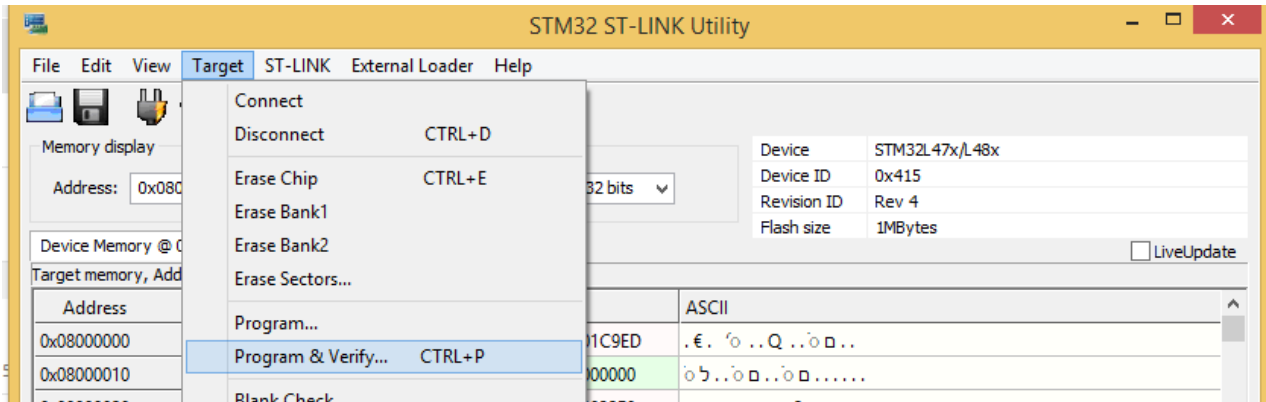 STM32 ST-LINK Utility
File Edit View Target ST-LINK External Loader Help
Connect
Disconnect CTRL+D
Erase Chip CTRL+E
Erase Bank1
Erase Bank2
Erase Sectors...
Program...
Program & Verify... CTRL+P
Blank Check
Memory display
Address: 0x080
32 bits
Device STM32L47x/L48x
Device ID 0x415
Revision ID Rev 4
Flash size 1MBytes
Device Memory @ 0
LiveUpdate
Target memory, Add
Address ASCII
0x08000000 01C9ED
0x08000010 000000